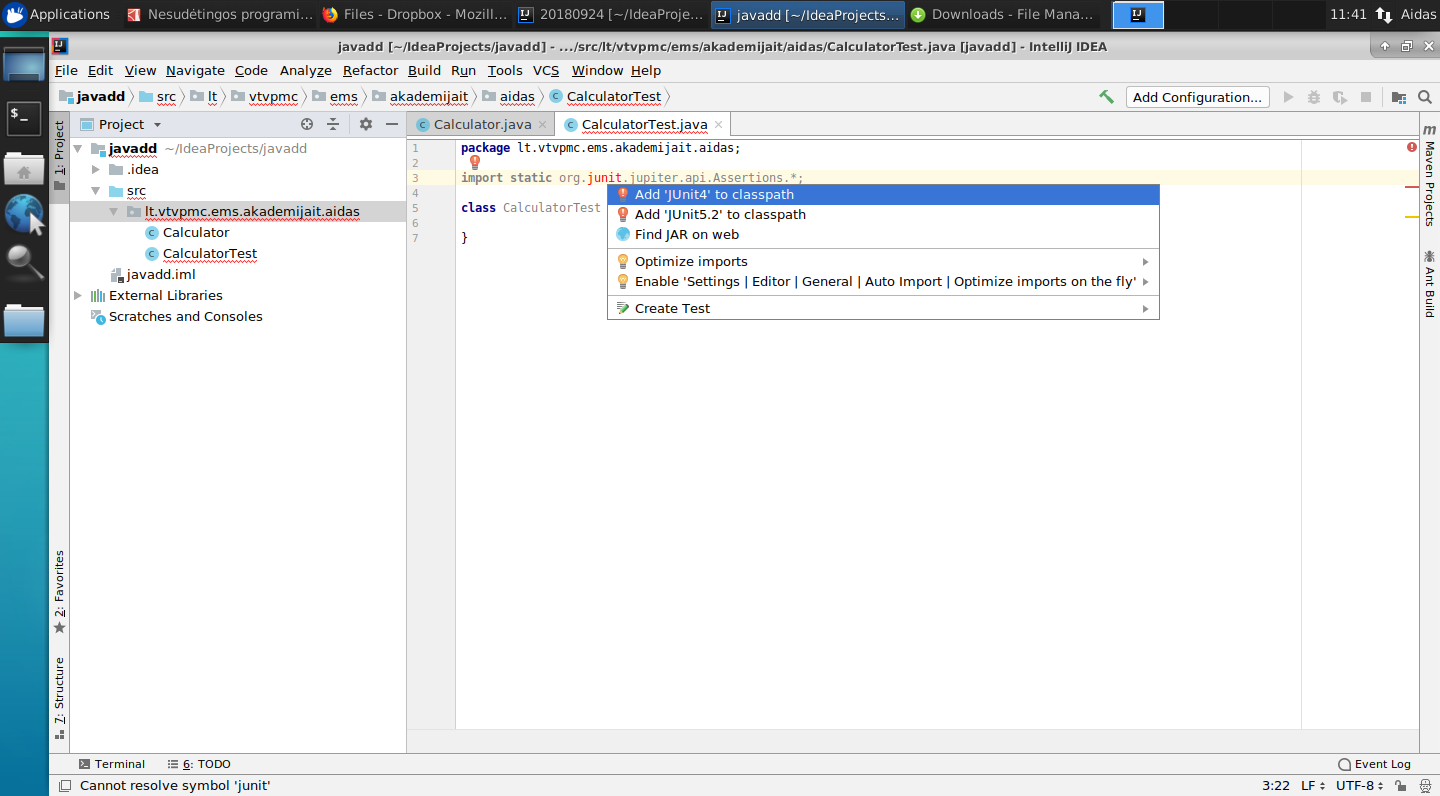 Applications
Nesudėtingos programi...
Files - Dropbox - Mozill...
20180924 [~/IdeaProje...
javadd [~/IdeaProjects...
Downloads - File Mana...
11:41
Aidas
javadd [~/IdeaProjects/javadd] - .../src/lt/vtvpmc/ems/akademijait/aidas/CalculatorTest.java [javadd] - IntelliJ IDEA
File Edit View Navigate Code Analyze Refactor Build Run Tools VCS Window Help
javadd src lt vtvpmc ems akademijait aidas CalculatorTest
Add Configuration...
1: Project
Project
Calculator.java
CalculatorTest.java
javadd ~/IdeaProjects/javadd
.idea
src
lt.vtvpmc.ems.akademijait.aidas
Calculator
CalculatorTest
javadd.iml
External Libraries
Scratches and Consoles
1 package lt.vtvpmc.ems.akademijait.aidas;
2
3 import static org.junit.jupiter.api.Assertions.*;
4
5 class CalculatorTest
6
7 }
Add 'JUnit4' to classpath
Add 'JUnit5.2' to classpath
Find JAR on web
Optimize imports
Enable 'Settings | Editor | General | Auto Import | Optimize imports on the fly'
Create Test
Maven Projects
Ant Build
2: Favorites
7: Structure
Terminal
6: TODO
Event Log
Cannot resolve symbol 'junit'
3:22
LF
UTF-8